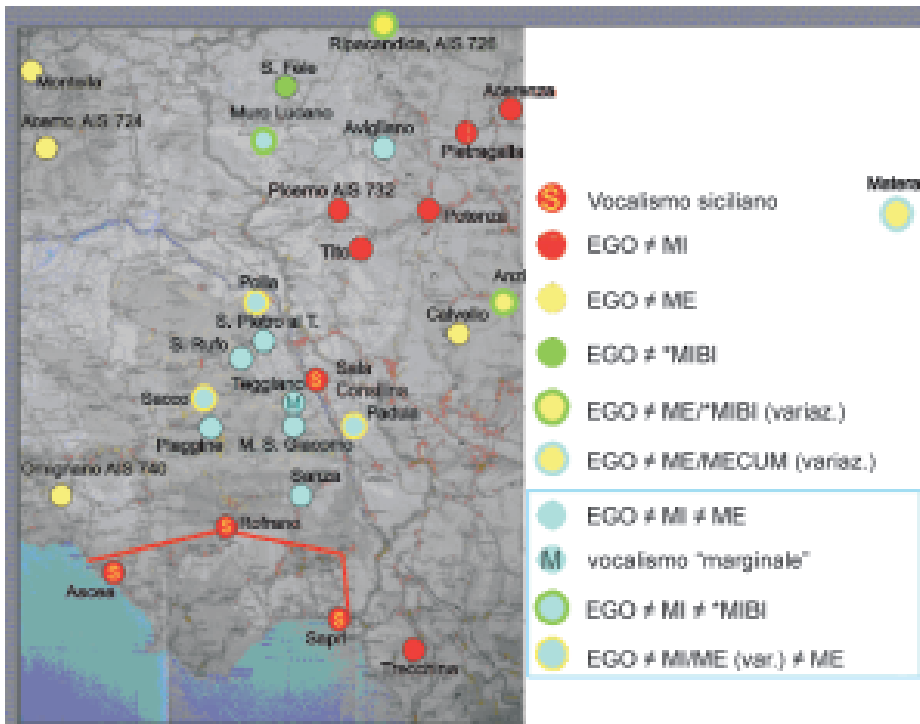 Ripacandida, AIS 726
S. Fele
Montella
Acerenza
Muro Lucano
Acerno AIS 724
Avigliano
Pietragalla
Picerno AIS 732
Potenza
Tito
Polla
Calvello
S. Pietro al T.
S. Rufo
Sala
Consilina
Teggiano
M
Sacco
Padula
Piaggine
M. S. Giacomo
Omignano AIS 740
Sanza
Rofrano
Ascea
Sapri
Trecchina
Matera
S Vocalismo siciliano
EGO ≠ MI
EGO ≠ ME
EGO ≠ *MIBI
EGO ≠ ME/*MIBI (variaz.)
EGO ≠ ME/MECUM (variaz.)
EGO ≠ MI ≠ ME
M vocalismo "marginale"
EGO ≠ MI ≠ *MIBI
EGO ≠ MI/ME (var.) ≠ ME